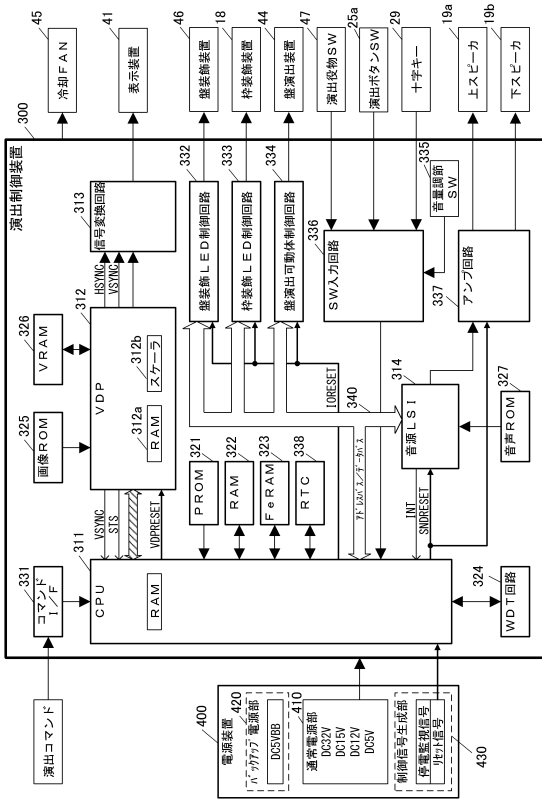 演出制御装置
300
冷却FAN
45
表示装置
41
盤装飾装置
46
枠装飾装置
18
盤演出装置
44
演出役物SW
47
演出ボタンSW
25a
十字キー
29
上スピーカ
19a
下スピーカ
19b
信号変換回路
313
HSYNC
VSYNC
VRAM
326
画像ROM
325
VDP
312
RAM
312a
スケーラ
312b
盤装飾LED制御回路
332
枠装飾LED制御回路
333
盤演出可動体制御回路
334
SW入力回路
336
音量調節
SW
335
アンプ回路
337
音源LSI
314
音声ROM
327
IORESET
340
アドレスバス/データバス
INT
SNDRESET
VSYNC
STS
VDPRESET
PROM
321
RAM
322
FeRAM
323
RTC
338
CPU
311
RAM
コマンド
I/F
331
WDT回路
324
演出コマンド
400
電源装置
420
バックアップ電源部
DC5VBB
410
通常電源部
DC32V
DC15V
DC12V
DC5V
制御信号生成部
停電監視信号
リセット信号
430